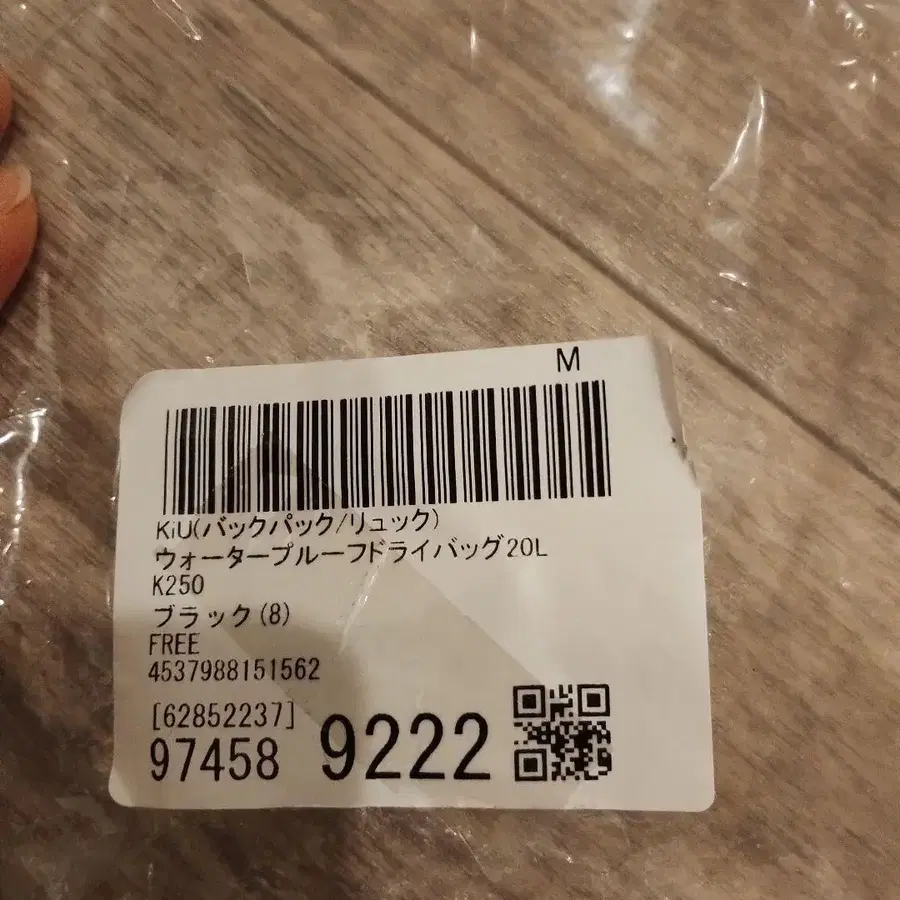 M
KiU(バックパック/リュック)
ウォータープルーフドライバッグ20L
K250
ブラック(8)
FREE
4537988151562
[62852237]
97458 9222